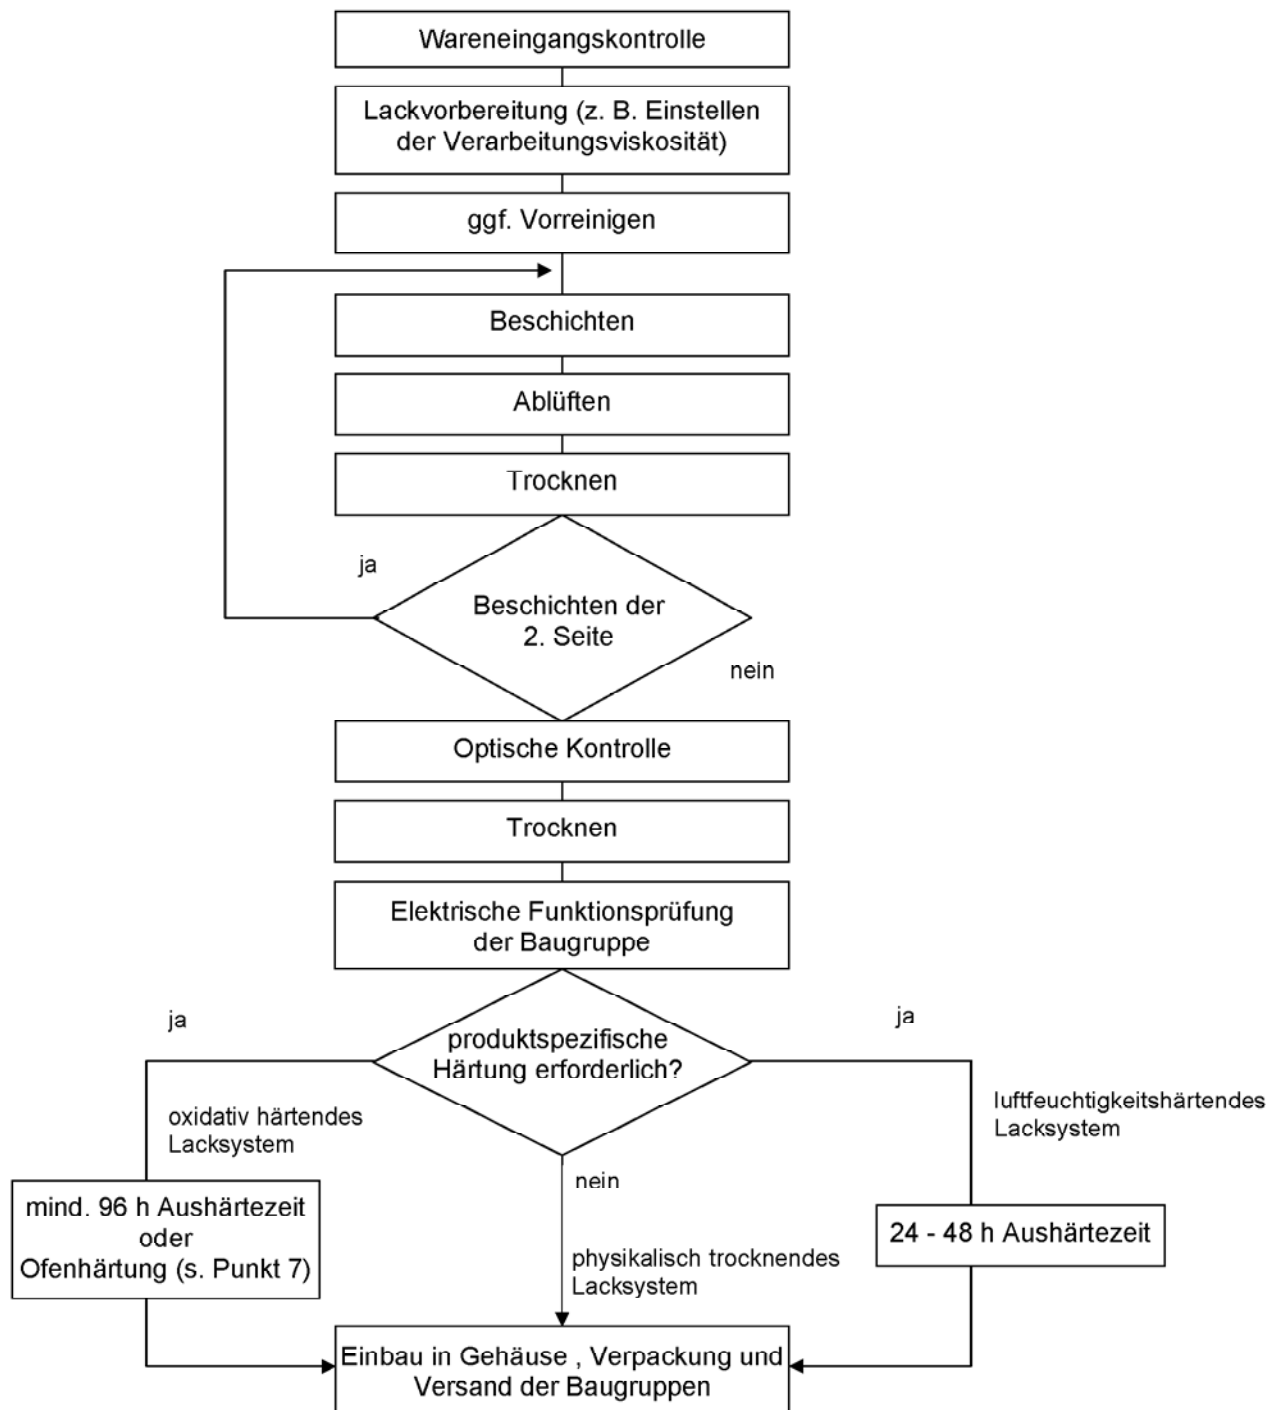 Wareneingangskontrolle
Lackvorbereitung (z. B. Einstellen
der Verarbeitungsviskosität)
ggf. Vorreinigen
Beschichten
Ablüften
Trocknen
ja
Beschichten der
2. Seite
nein
Optische Kontrolle
Trocknen
Elektrische Funktionsprüfung
der Baugruppe
ja
ja
produktspezifische
Härtung erforderlich?
oxidativ härtendes
Lacksystem
luftfeuchtigkeitshärtendes
Lacksystem
nein
mind. 96 h Aushärtezeit
oder
Ofenhärtung (s. Punkt 7)
24 - 48 h Aushärtezeit
physikalisch trocknendes
Lacksystem
Einbau in Gehäuse , Verpackung und
Versand der Baugruppen